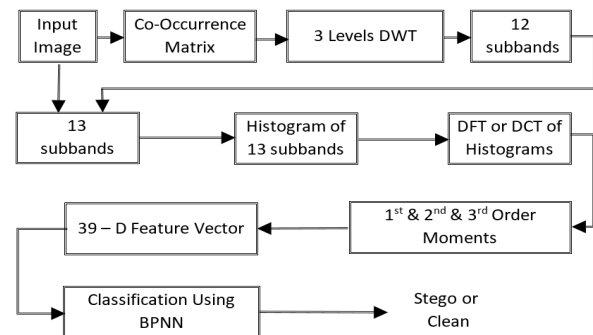 Input
Image
Co-Occurrence
Matrix
3 Levels DWT
12
subbands
13
subbands
Histogram of
13 subbands
DFT or DCT of
Histograms
1st & 2nd & 3rd Order
Moments
39 – D Feature Vector
Classification Using
BPNN
Stego or
Clean